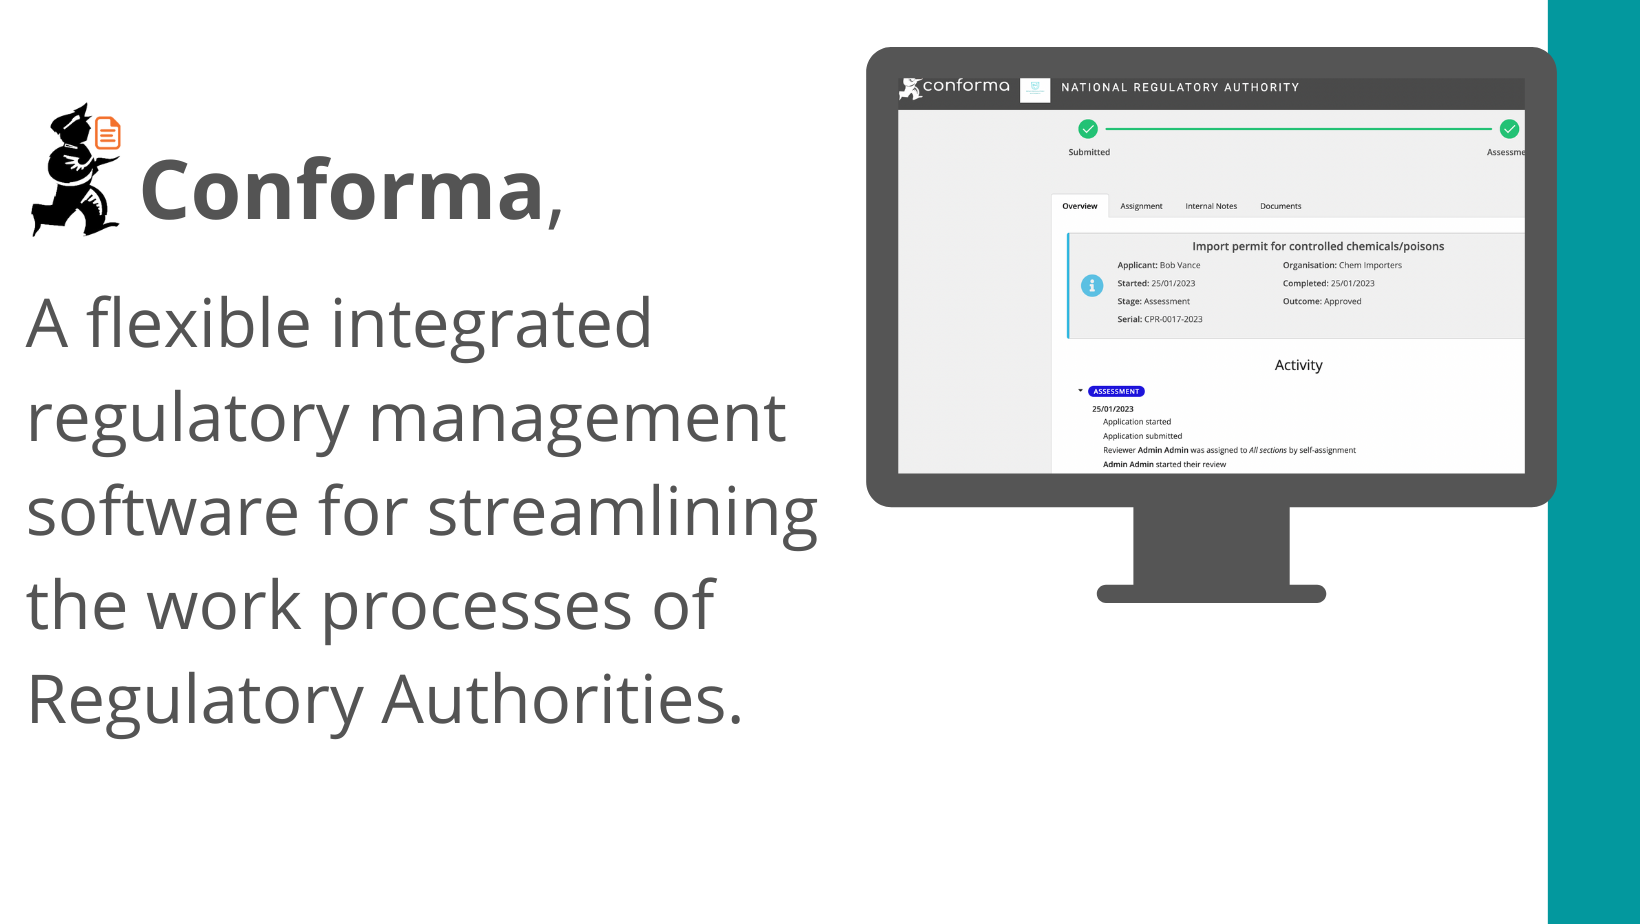 Conforma,
A flexible integrated
regulatory management
software for streamlining
the work processes of
Regulatory Authorities.
conforma NATIONAL REGULATORY AUTHORITY
Submitted Assessme
Overview Assignment Internal Notes Documents
Import permit for controlled chemicals/poisons
Applicant: Bob Vance Organisation: Chem Importers
Started: 25/01/2023 Completed: 25/01/2023
Stage: Assessment Outcome: Approved
Serial: CPR-0017-2023
Activity
ASSESSMENT
25/01/2023
Application started
Application submitted
Reviewer Admin Admin was assigned to All sections by self-assignment
Admin Admin started their review